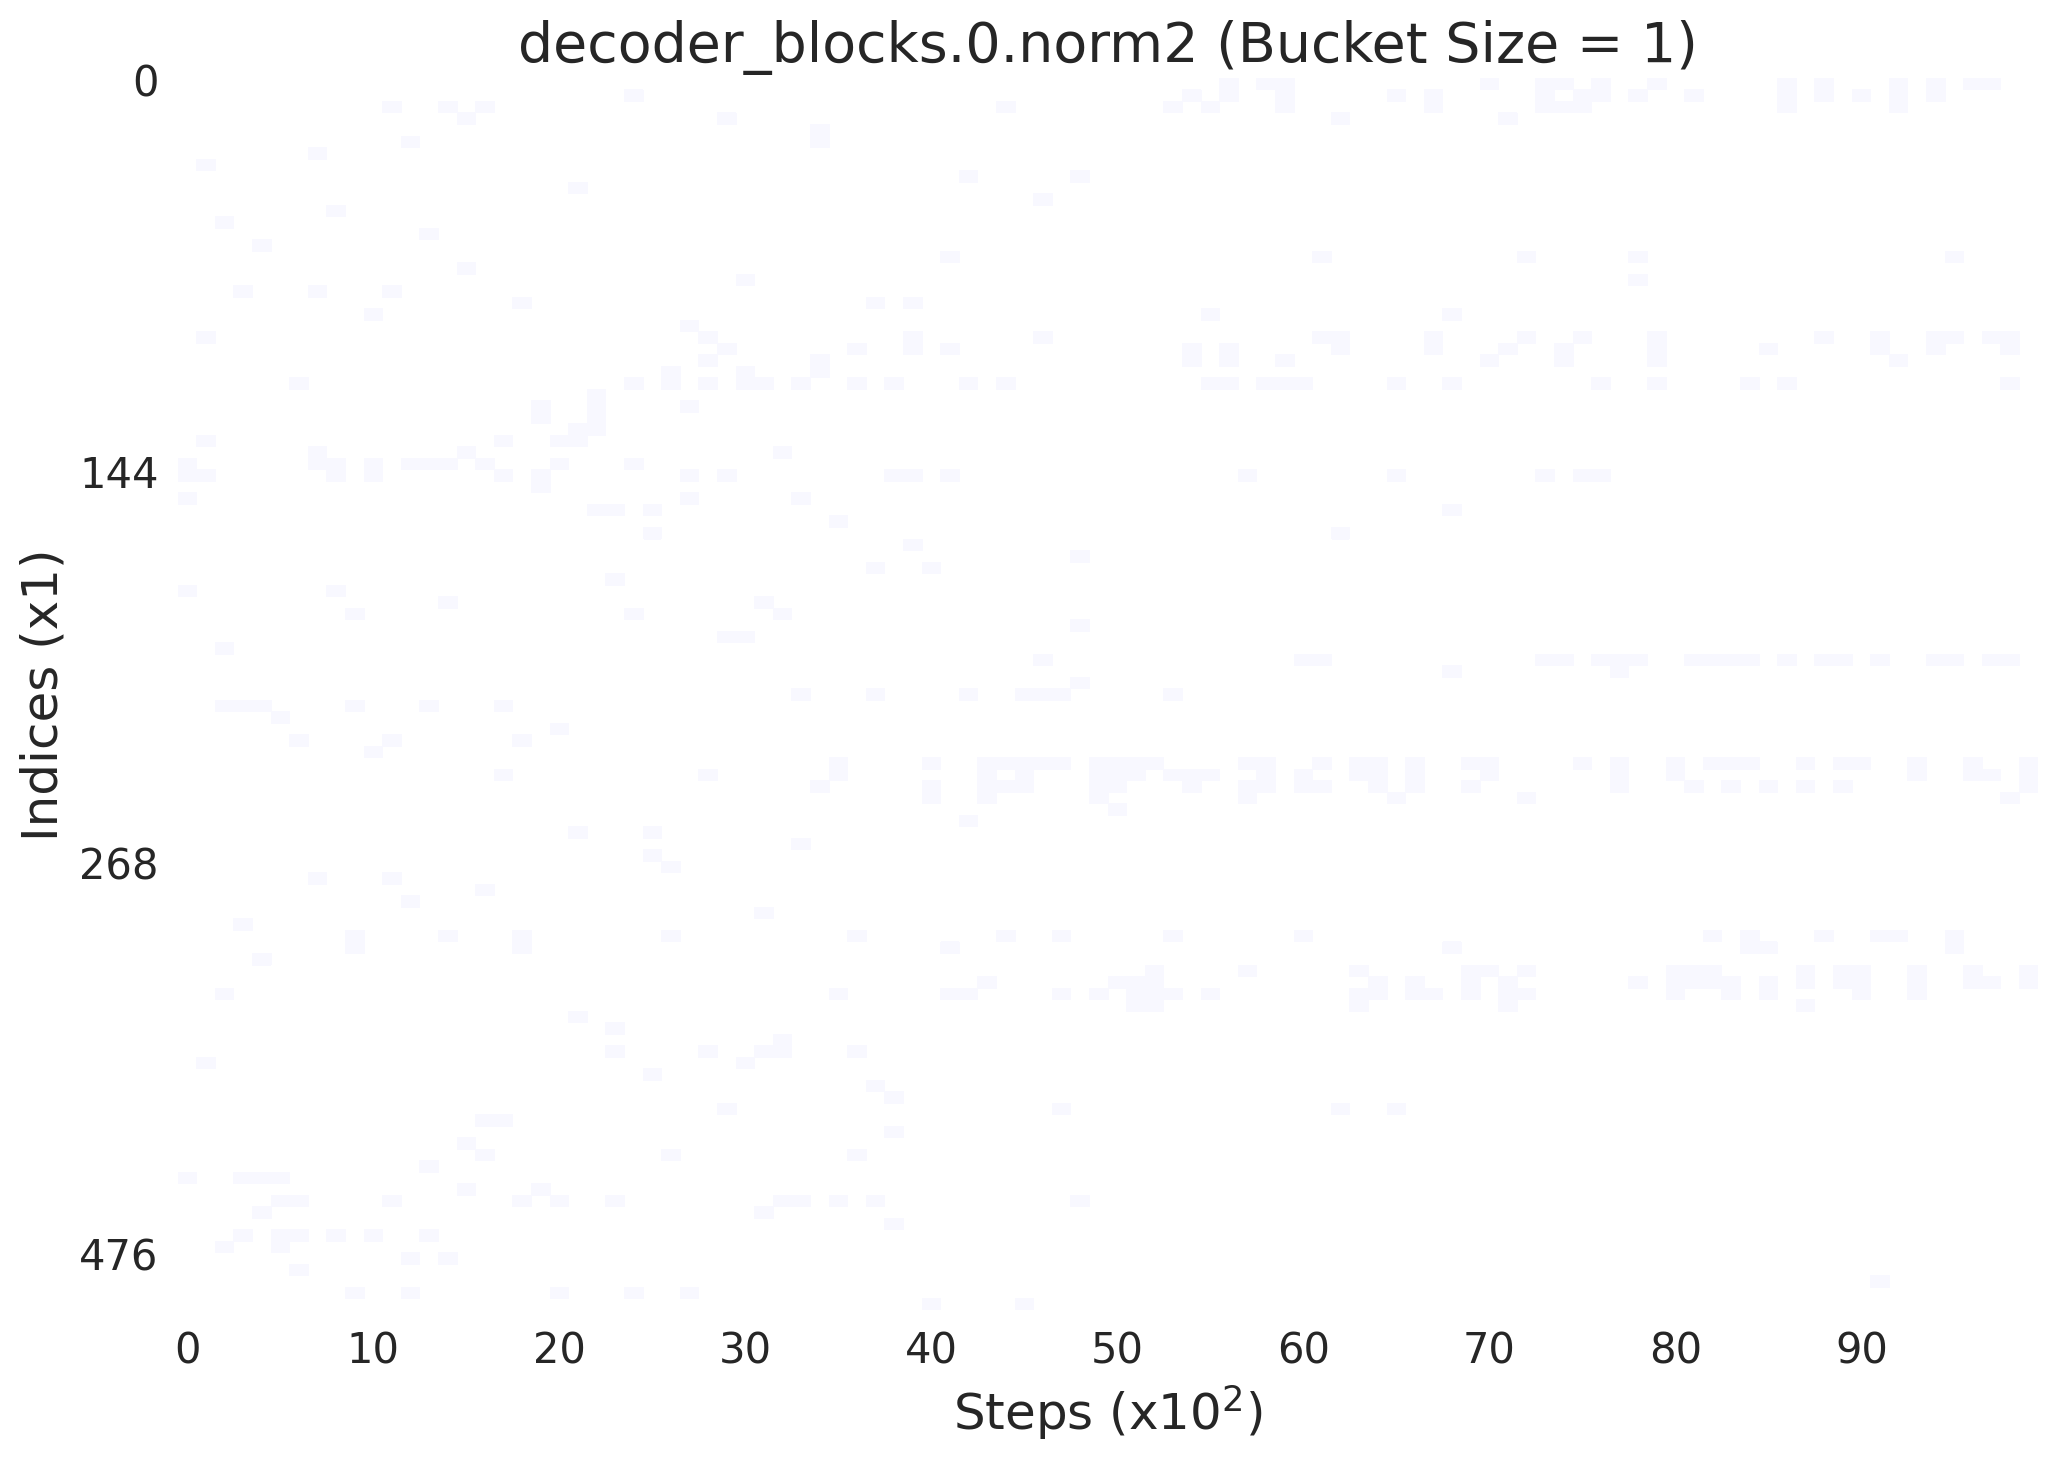 decoder_blocks.0.norm2 (Bucket Size = 1)
0
144
268
476
Indices (x1)
0 10 20 30 40 50 60 70 80 90
Steps (x10²)